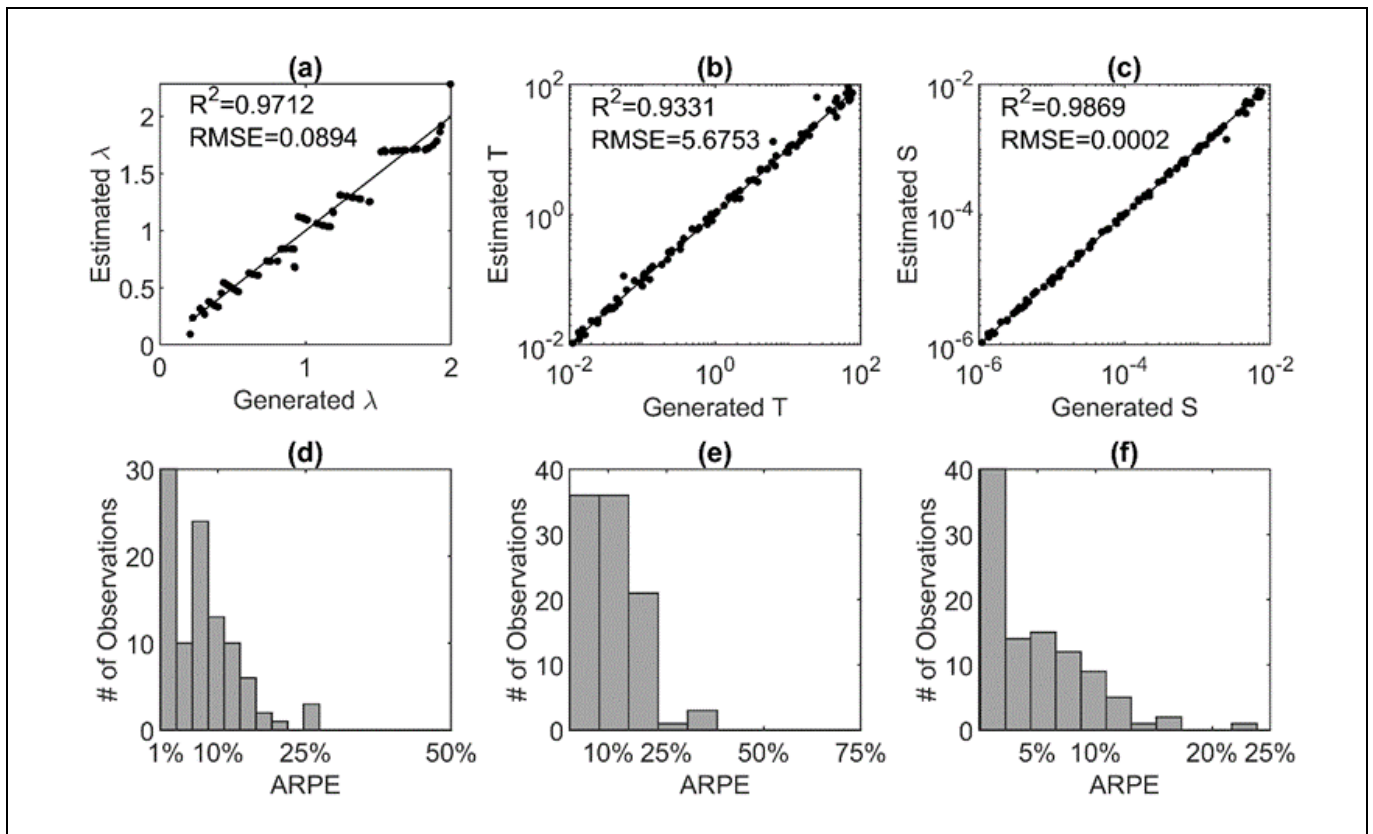 (a)
R²=0.9712
RMSE=0.0894
Estimated λ
2
1.5
1
0.5
0
0
1
2
Generated λ
(b)
R²=0.9331
RMSE=5.6753
Estimated T
10²
10⁰
10⁻²
10⁻²
10⁰
10²
Generated T
(c)
R²=0.9869
RMSE=0.0002
Estimated S
10⁻²
10⁻⁴
10⁻⁶
10⁻⁶
10⁻⁴
10⁻²
Generated S
(d)
# of Observations
30
20
10
0
1% 10% 25% 50%
ARPE
(e)
# of Observations
40
30
20
10
0
10% 25% 50% 75%
ARPE
(f)
# of Observations
40
30
20
10
0
5% 10% 20% 25%
ARPE